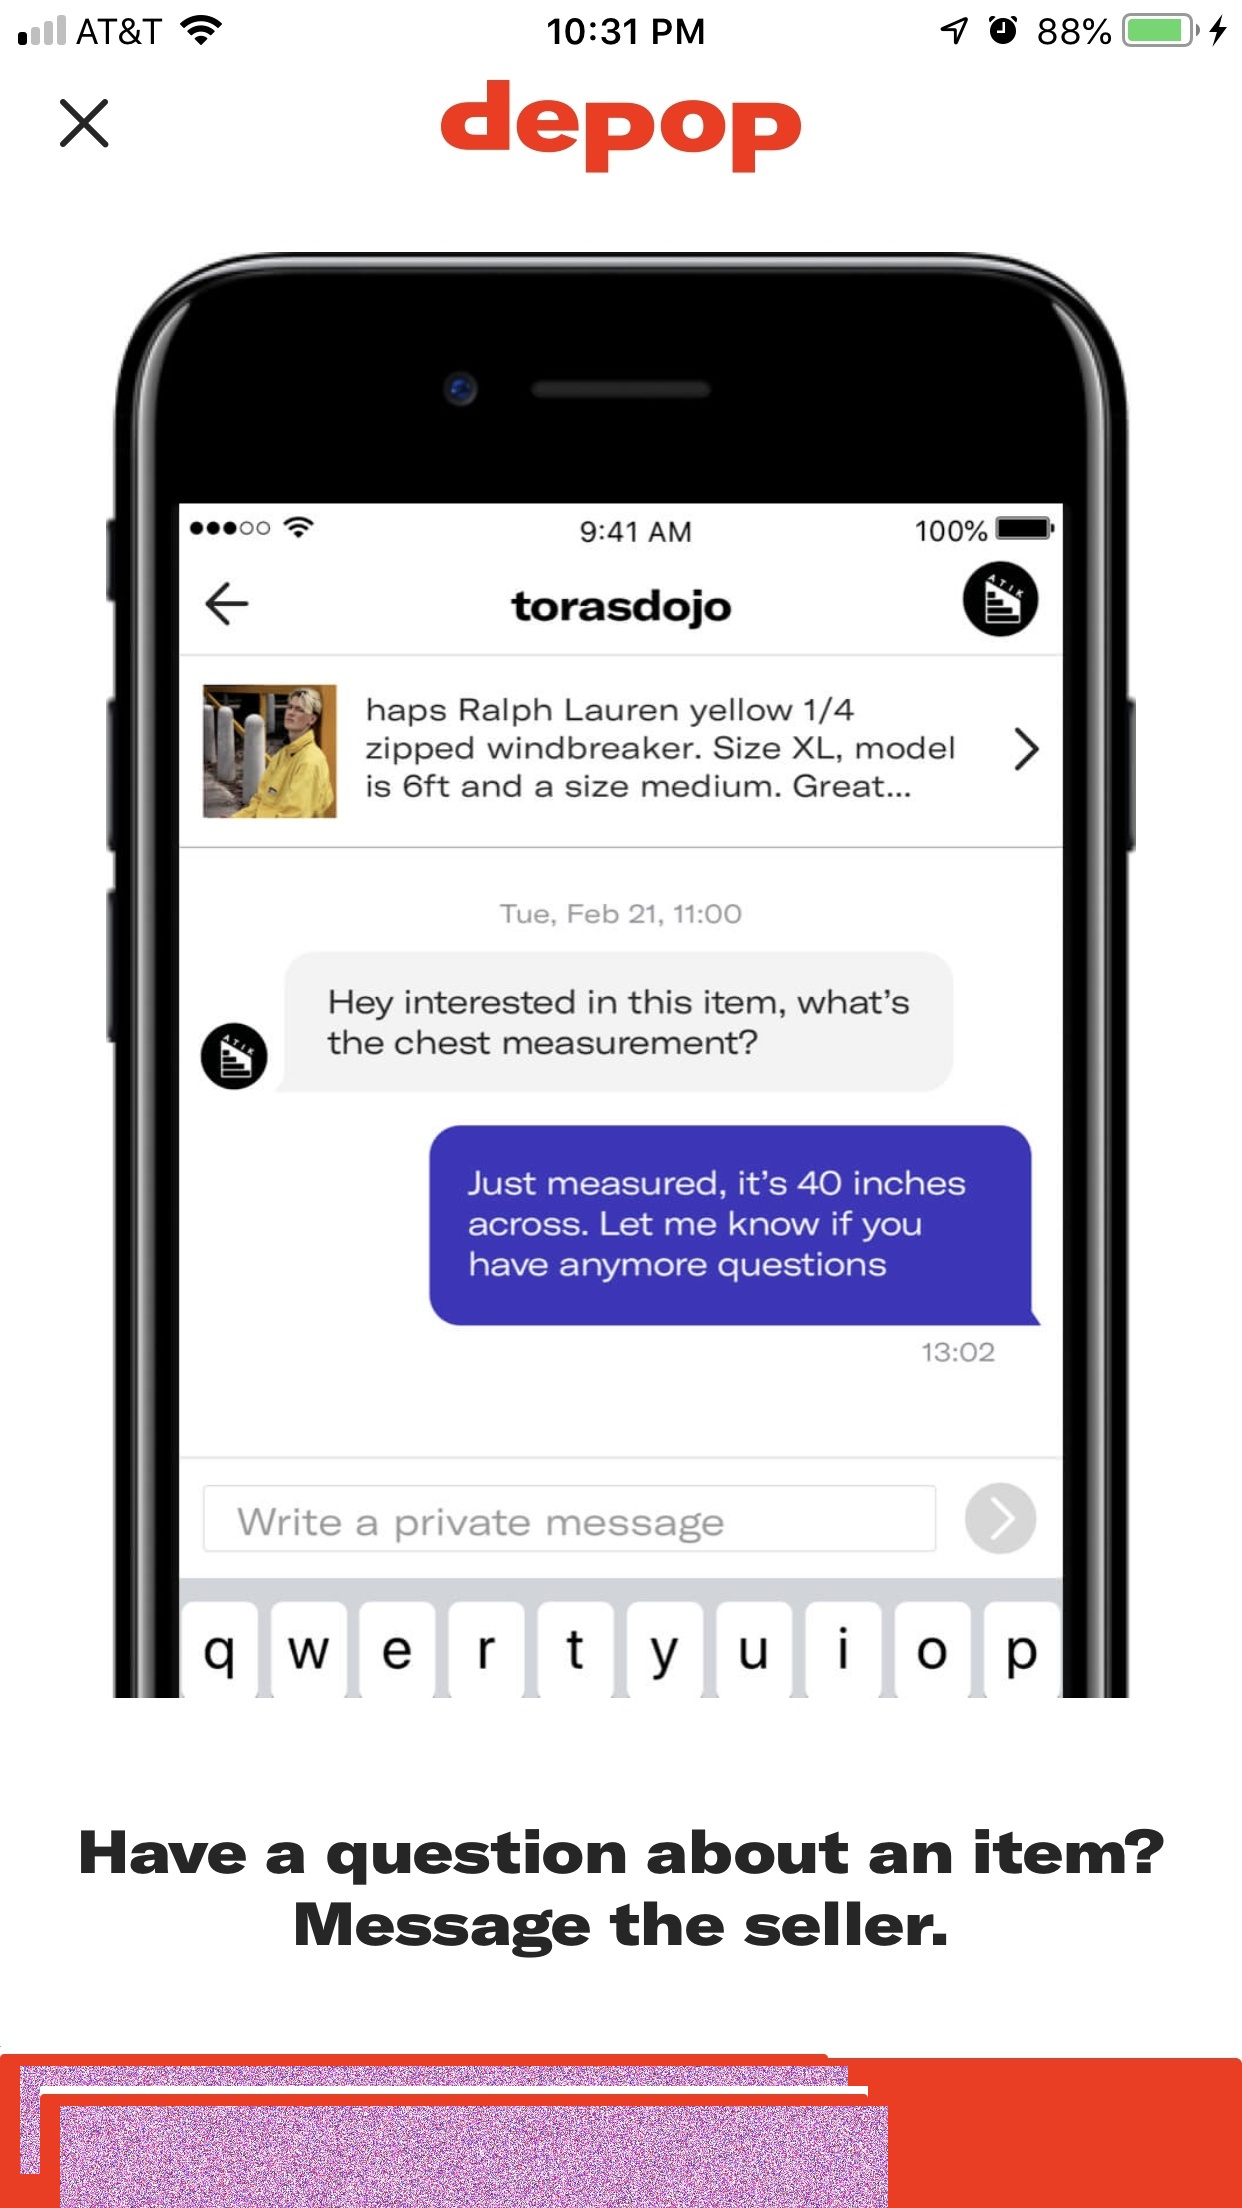 AT&T 10:31 PM 88%
depop
9:41 AM 100%
torasdojo
haps Ralph Lauren yellow 1/4
zipped windbreaker. Size XL, model
is 6ft and a size medium. Great...
Tue, Feb 21, 11:00
Hey interested in this item, what’s
the chest measurement?
ATIK
Just measured, it’s 40 inches
across. Let me know if you
have anymore questions
13:02
Write a private message
q w e r t y u i o p
Have a question about an item?
Message the seller.